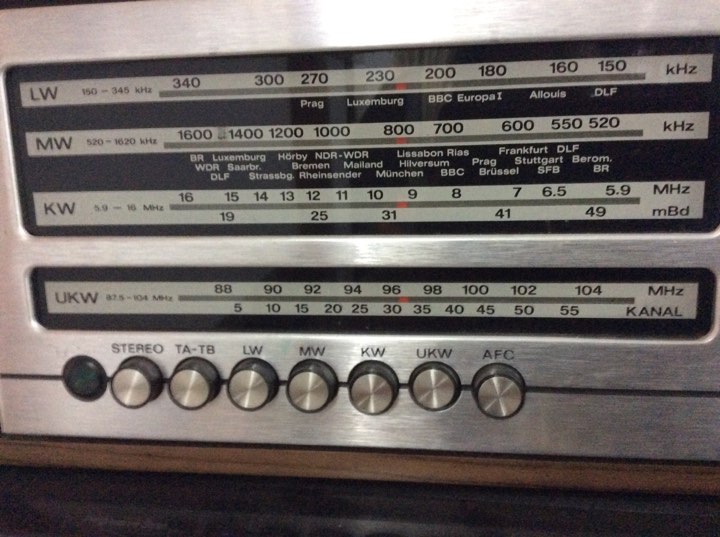 340 300 270 230 200 180 160 150 kHz
LW 150 – 345 kHz
Prag Luxemburg BBC Europa I Allouis DLF
1600 1400 1200 1000 800 700 600 550 520 kHz
MW 520–1620 kHz
BR Luxemburg Hörby NDR-WDR Lissabon Rias Frankfurt DLF
WDR Saarbr. Bremen Mailand Hilversum Prag Stuttgart Berom.
DLF Strassbg. Rheinsender München BBC Brüssel SFB BR
16 15 14 13 12 11 10 9 8 7 6.5 5.9 MHz
KW 5.9 – 16 MHz
19 25 31 41 49 mBd
88 90 92 94 96 98 100 102 104 MHz
UKW 87.5–104 MHz
5 10 15 20 25 30 35 40 45 50 55 KANAL
STEREO TA-TB LW MW KW UKW AFC